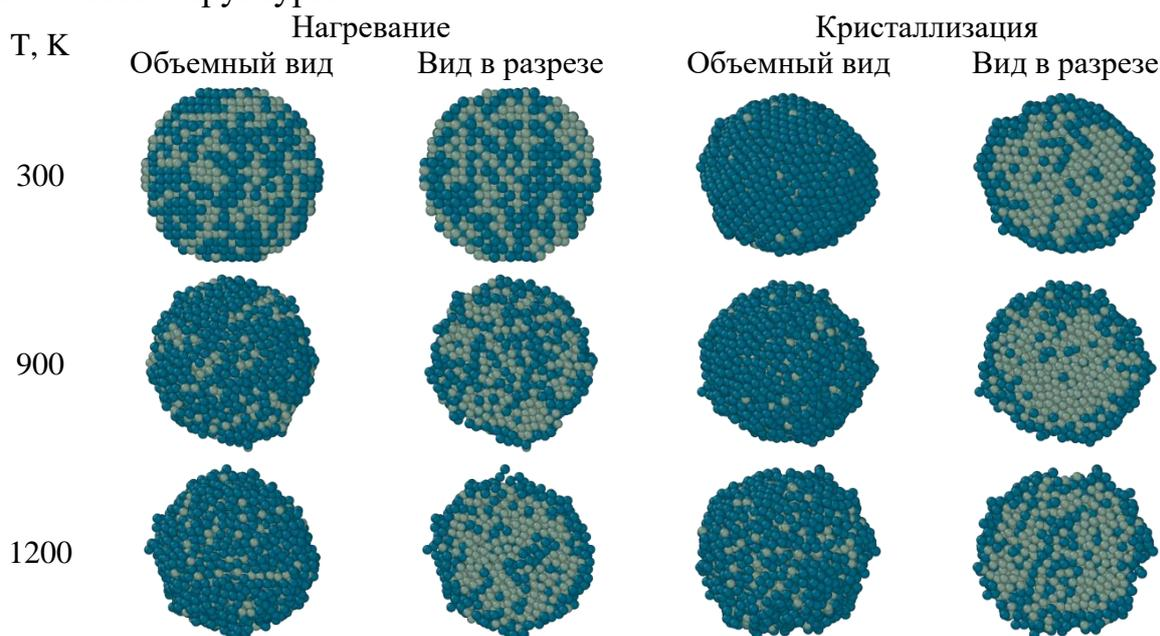 Нагревание Кристаллизация
T, K
Объемный вид Вид в разрезе Объемный вид Вид в разрезе
300
900
1200